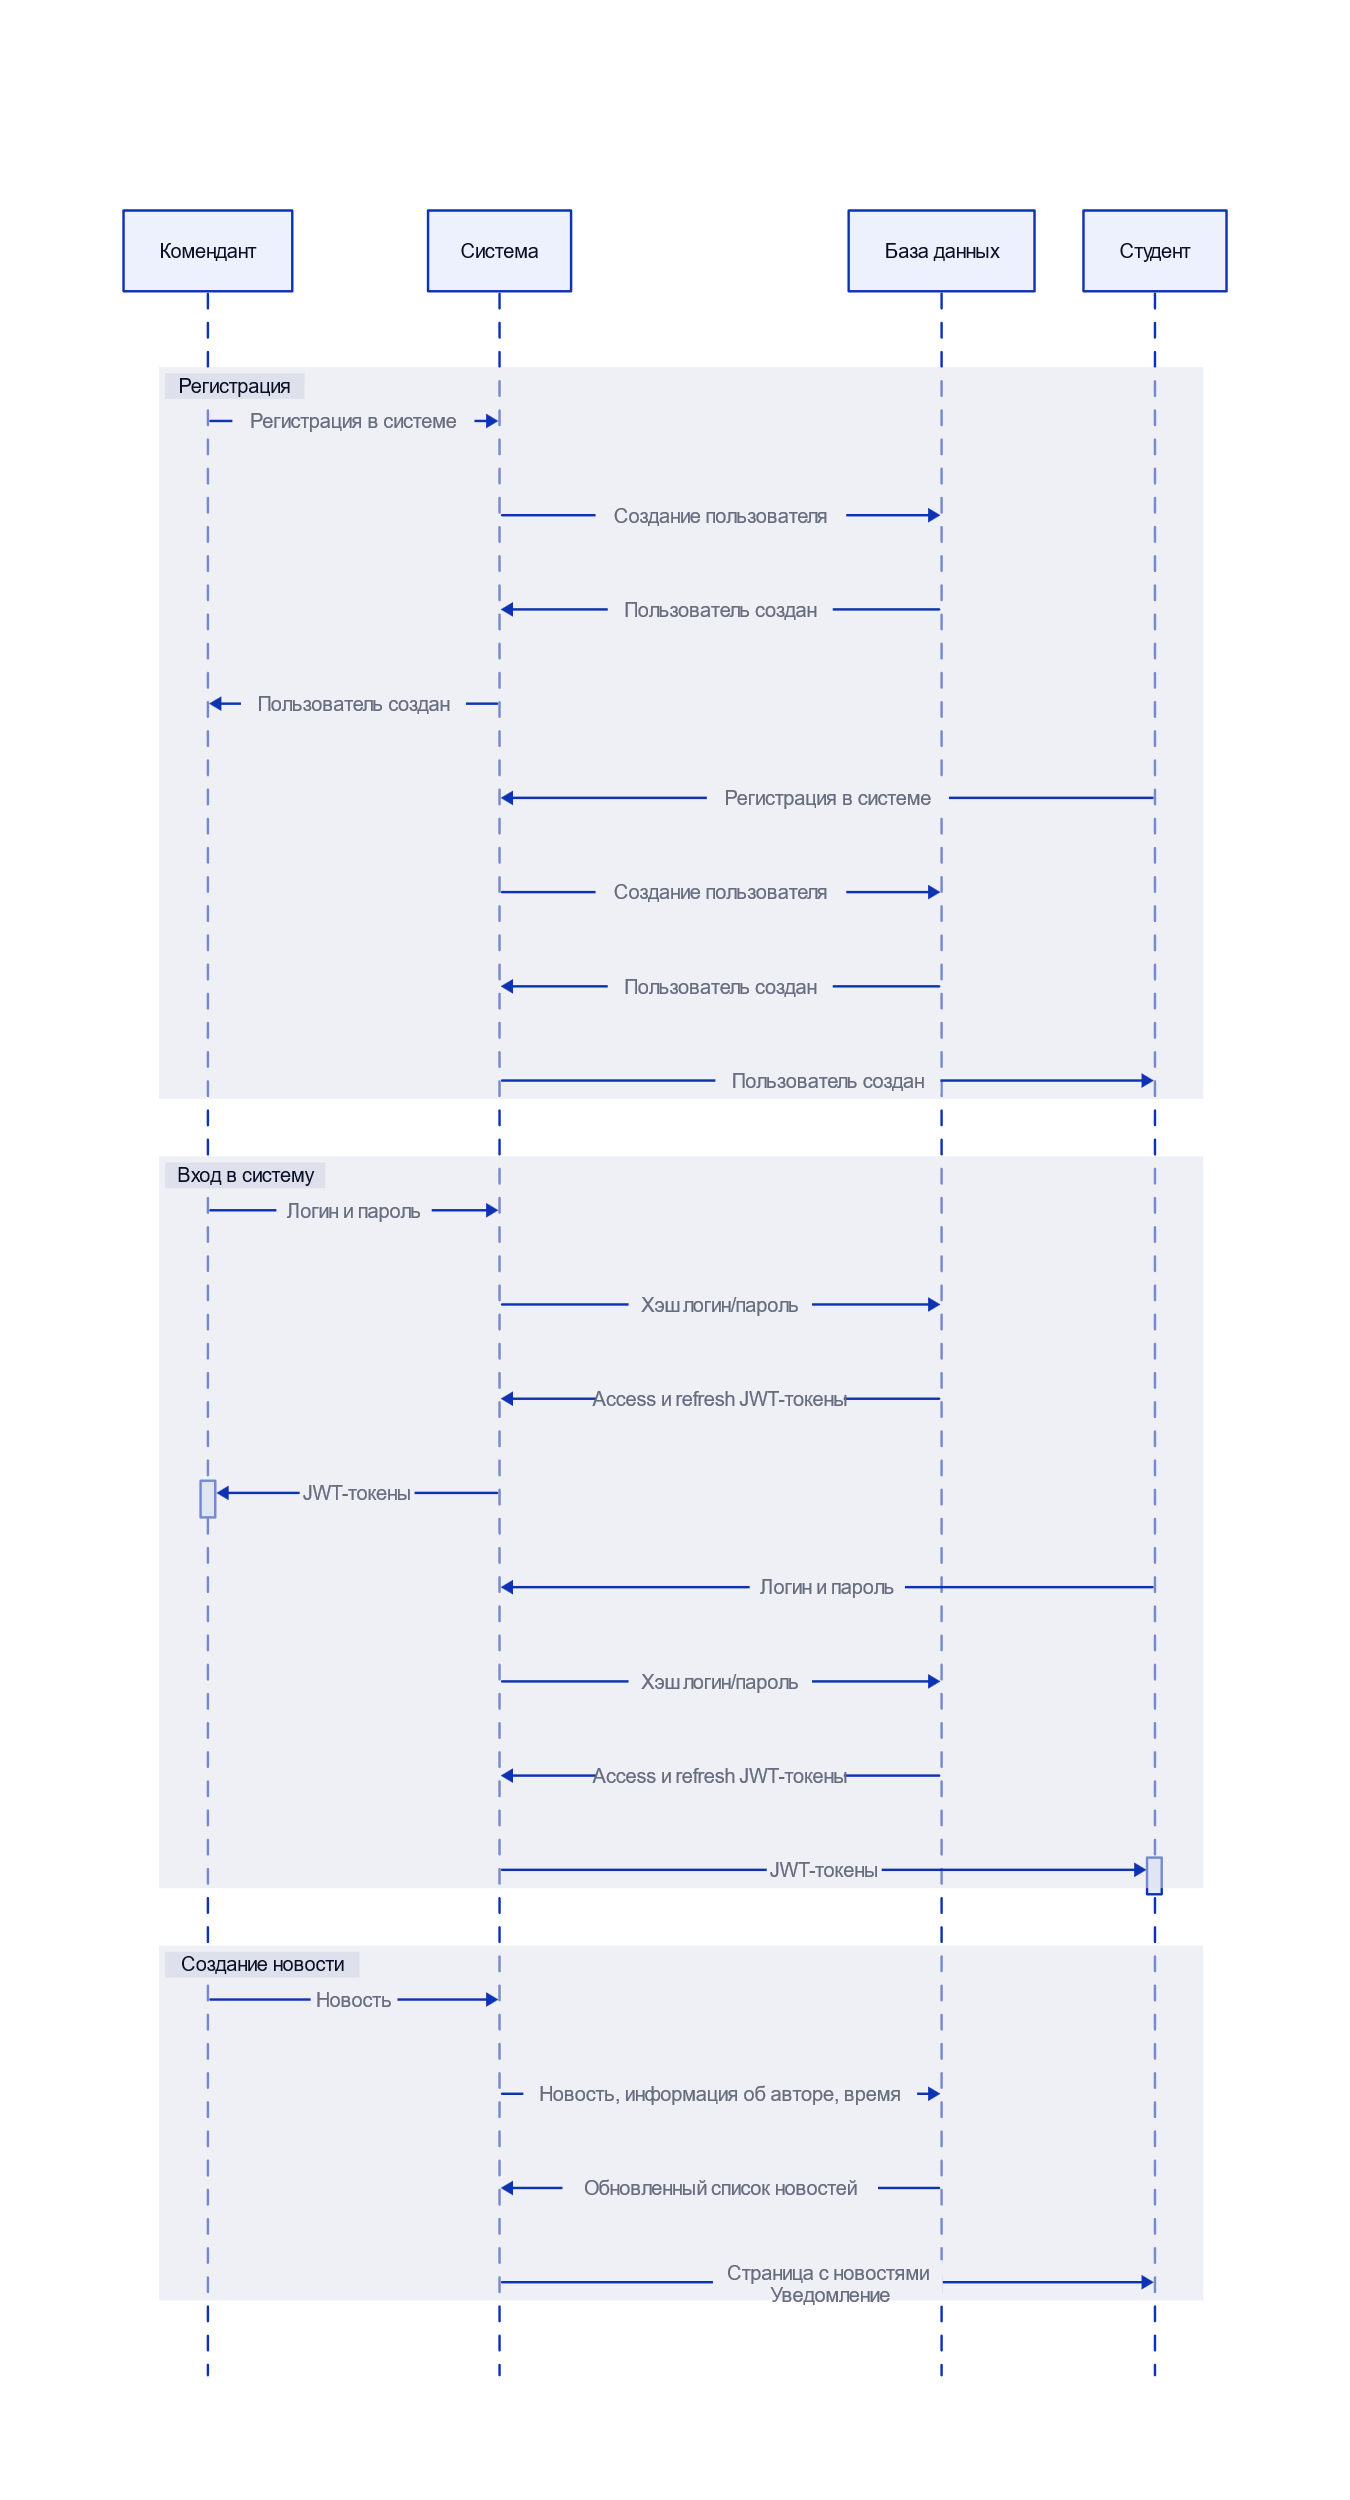 Комендант
Система
База данных
Студент
Регистрация
Регистрация в системе
Создание пользователя
Пользователь создан
Пользователь создан
Регистрация в системе
Создание пользователя
Пользователь создан
Пользователь создан
Вход в систему
Логин и пароль
Хэш логин/пароль
Access и refresh JWT-токены
JWT-токены
Логин и пароль
Хэш логин/пароль
Access и refresh JWT-токены
JWT-токены
Создание новости
Новость
Новость, информация об авторе, время
Обновленный список новостей
Страница с новостями
Уведомление